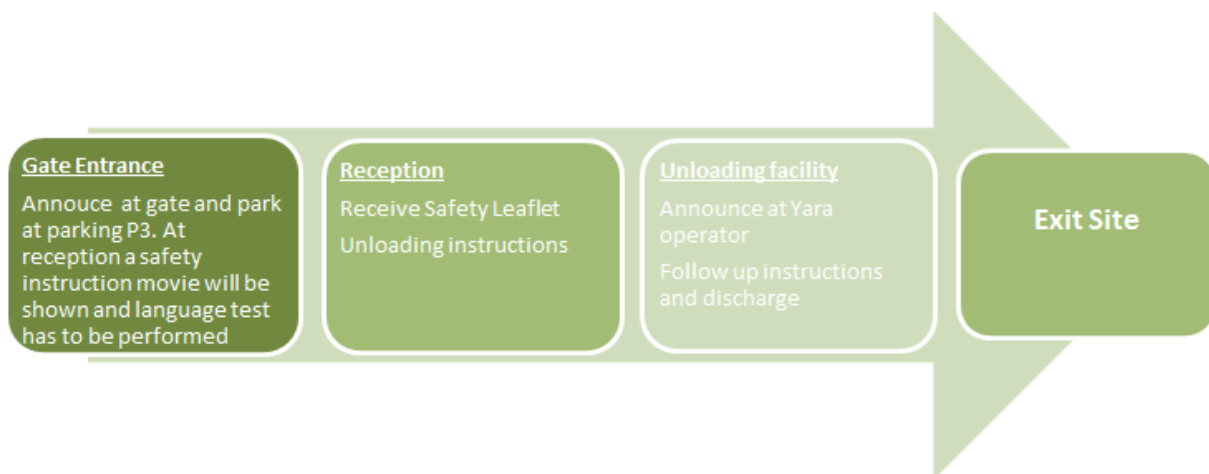 Gate Entrance
Annouce at gate and park
at parking P3. At
reception a safety
instruction movie will be
shown and language test
has to be performed
Reception
Receive Safety Leaflet
Unloading instructions
Unloading facility
Announce at Yara
operator
Follow up instructions
and discharge
Exit Site